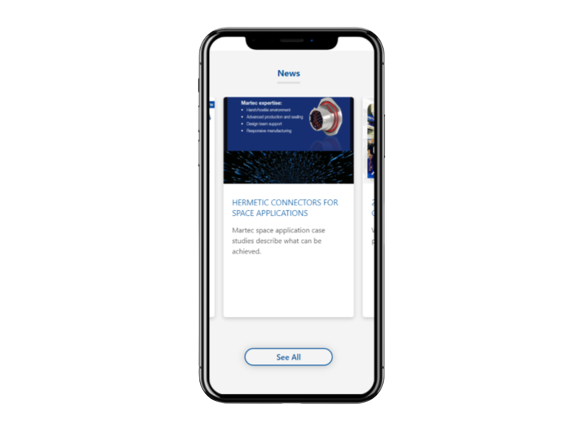 News
Martec expertise:
Harsh/hostile environment
Advanced production and sealing
Design team support
Responsive manufacturing
HERMETIC CONNECTORS FOR
SPACE APPLICATIONS
Martec space application case
studies describe what can be
achieved.
See All